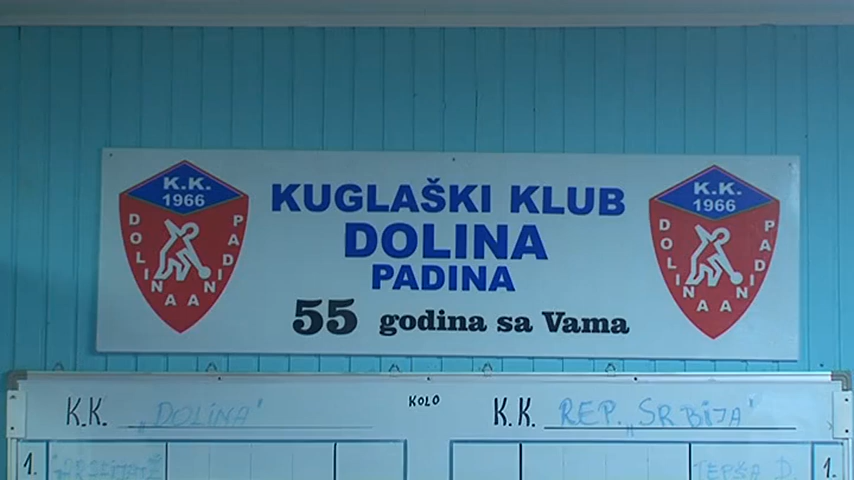 K.K.
1966
DOLINA
PADINA
KUGLAŠKI KLUB
DOLINA
PADINA
55 godina sa Vama
K.K.
1966
DOLINA
PADINA
K.K. „DOLINA"
KOLO
K.K. REP. „SRBIJA"
1.
TEPŠA D.
1.